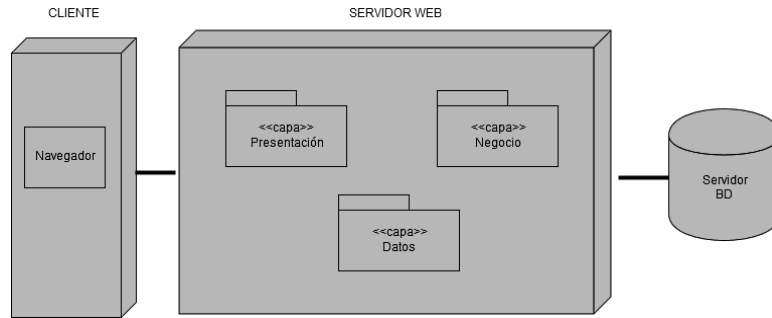 CLIENTE
SERVIDOR WEB
Navegador
<<capa>>
Presentación
<<capa>>
Negocio
<<capa>>
Datos
Servidor
BD